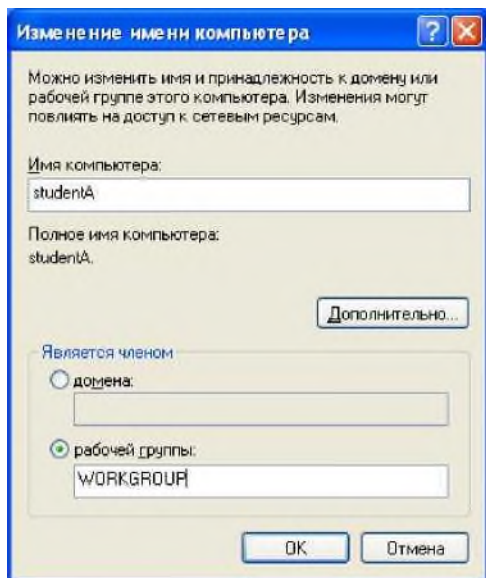 Изменение имени компьютера
Можно изменить имя и принадлежность к домену или
рабочей группе этого компьютера. Изменения могут
повлиять на доступ к сетевым ресурсам.
Имя компьютера:
studentA
Полное имя компьютера:
studentA.
Дополнительно...
Является членом
домена:
рабочей группы:
WORKGROUP
OK
Отмена